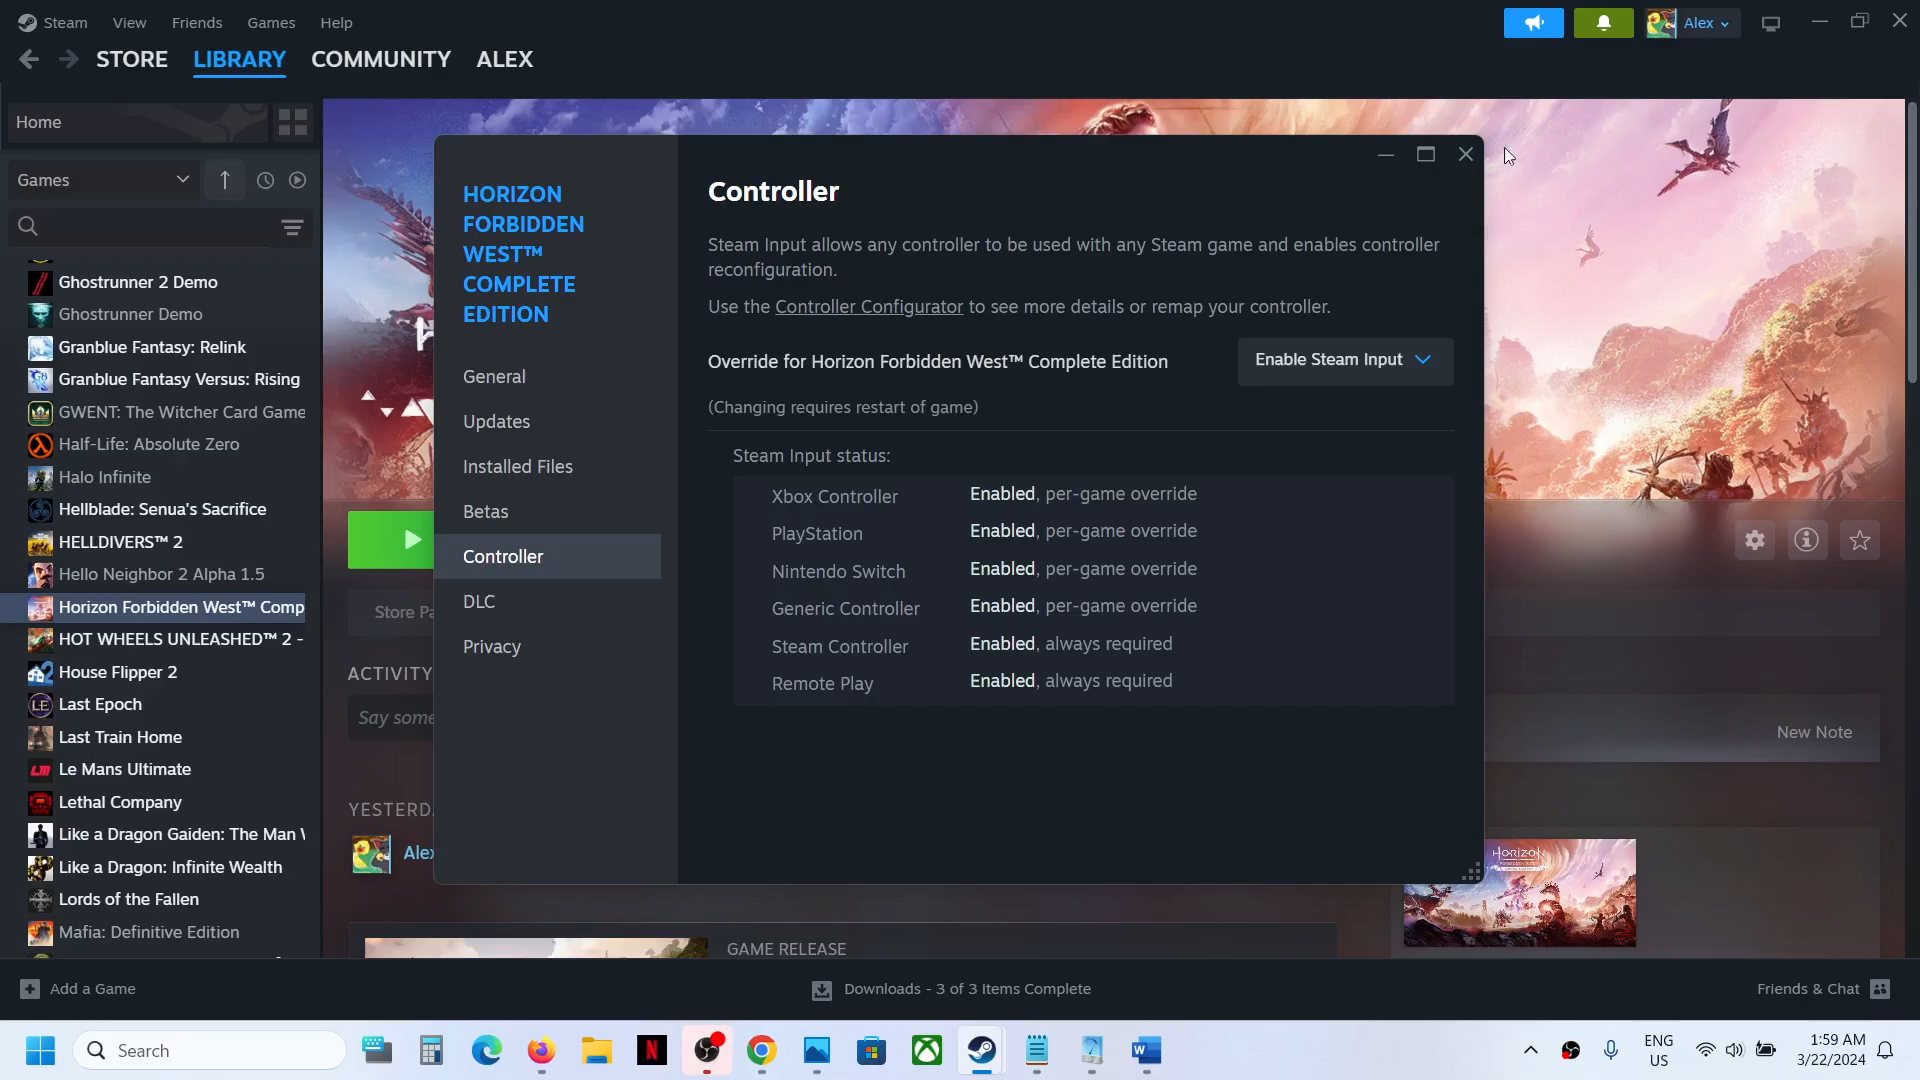 Steam View Friends Games Help
Alex
STORE LIBRARY COMMUNITY ALEX
Home
Games
Ghostrunner 2 Demo
Ghostrunner Demo
Granblue Fantasy: Relink
Granblue Fantasy Versus: Rising
GWENT: The Witcher Card Game
Half-Life: Absolute Zero
Halo Infinite
Hellblade: Senua's Sacrifice
HELLDIVERS™ 2
Hello Neighbor 2 Alpha 1.5
Horizon Forbidden West™ Comp
HOT WHEELS UNLEASHED™ 2 -
House Flipper 2
Last Epoch
Last Train Home
Le Mans Ultimate
Lethal Company
Like a Dragon Gaiden: The Man
Like a Dragon: Infinite Wealth
Lords of the Fallen
Mafia: Definitive Edition
HORIZON
FORBIDDEN
WEST™
COMPLETE
EDITION
General
Updates
Installed Files
Betas
Controller
DLC
Privacy
Controller
Steam Input allows any controller to be used with any Steam game and enables controller
reconfiguration.
Use the Controller Configurator to see more details or remap your controller.
Override for Horizon Forbidden West™ Complete Edition Enable Steam Input
(Changing requires restart of game)
Steam Input status:
Xbox Controller Enabled, per-game override
PlayStation Enabled, per-game override
Nintendo Switch Enabled, per-game override
Generic Controller Enabled, per-game override
Steam Controller Enabled, always required
Remote Play Enabled, always required
Store Pa
ACTIVITY
Say some
YESTERD
Alex
New Note
GAME RELEASE
HORIZON
Add a Game
Downloads - 3 of 3 Items Complete
Friends & Chat
Search
ENG
US
1:59 AM
3/22/2024